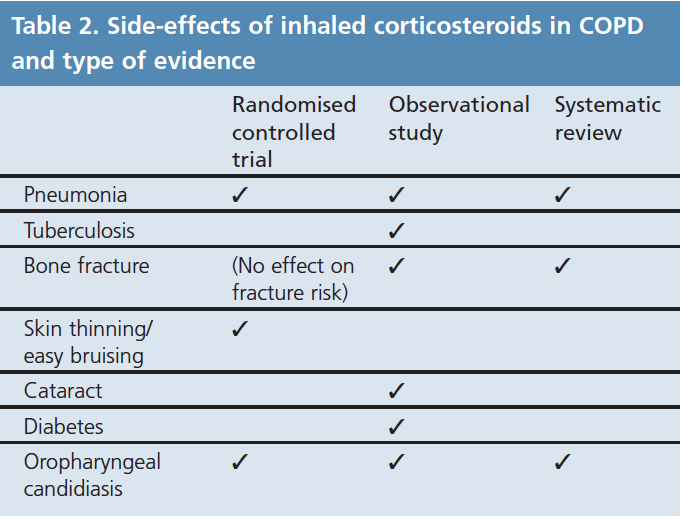 Table 2. Side-effects of inhaled corticosteroids in COPD
and type of evidence
Randomised
controlled
trial
Observational
study
Systematic
review
Pneumonia ✓ ✓ ✓
Tuberculosis ✓
Bone fracture (No effect on
fracture risk) ✓ ✓
Skin thinning/
easy bruising ✓
Cataract ✓
Diabetes ✓
Oropharyngeal
candidiasis ✓ ✓ ✓